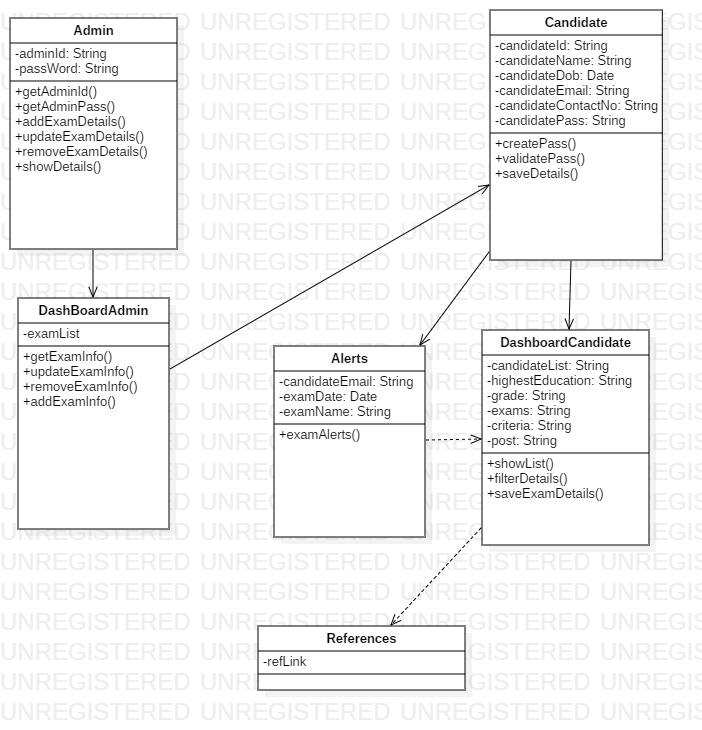 Admin
-adminId: String
-passWord: String
+getAdminId()
+getAdminPass()
+addExamDetails()
+updateExamDetails()
+removeExamDetails()
+showDetails()
Candidate
-candidateId: String
-candidateName: String
-candidateDob: Date
-candidateEmail: String
-candidateContactNo: String
-candidatePass: String
+createPass()
+validatePass()
+saveDetails()
DashBoardAdmin
-examList
+getExamInfo()
+updateExamInfo()
+removeExamInfo()
+addExamInfo()
Alerts
-candidateEmail: String
-examDate: Date
-examName: String
+examAlerts()
DashboardCandidate
-candidateList: String
-highestEducation: String
-grade: String
-exams: String
-criteria: String
-post: String
+showList()
+filterDetails()
+saveExamDetails()
References
-refLink
UNREGISTERED